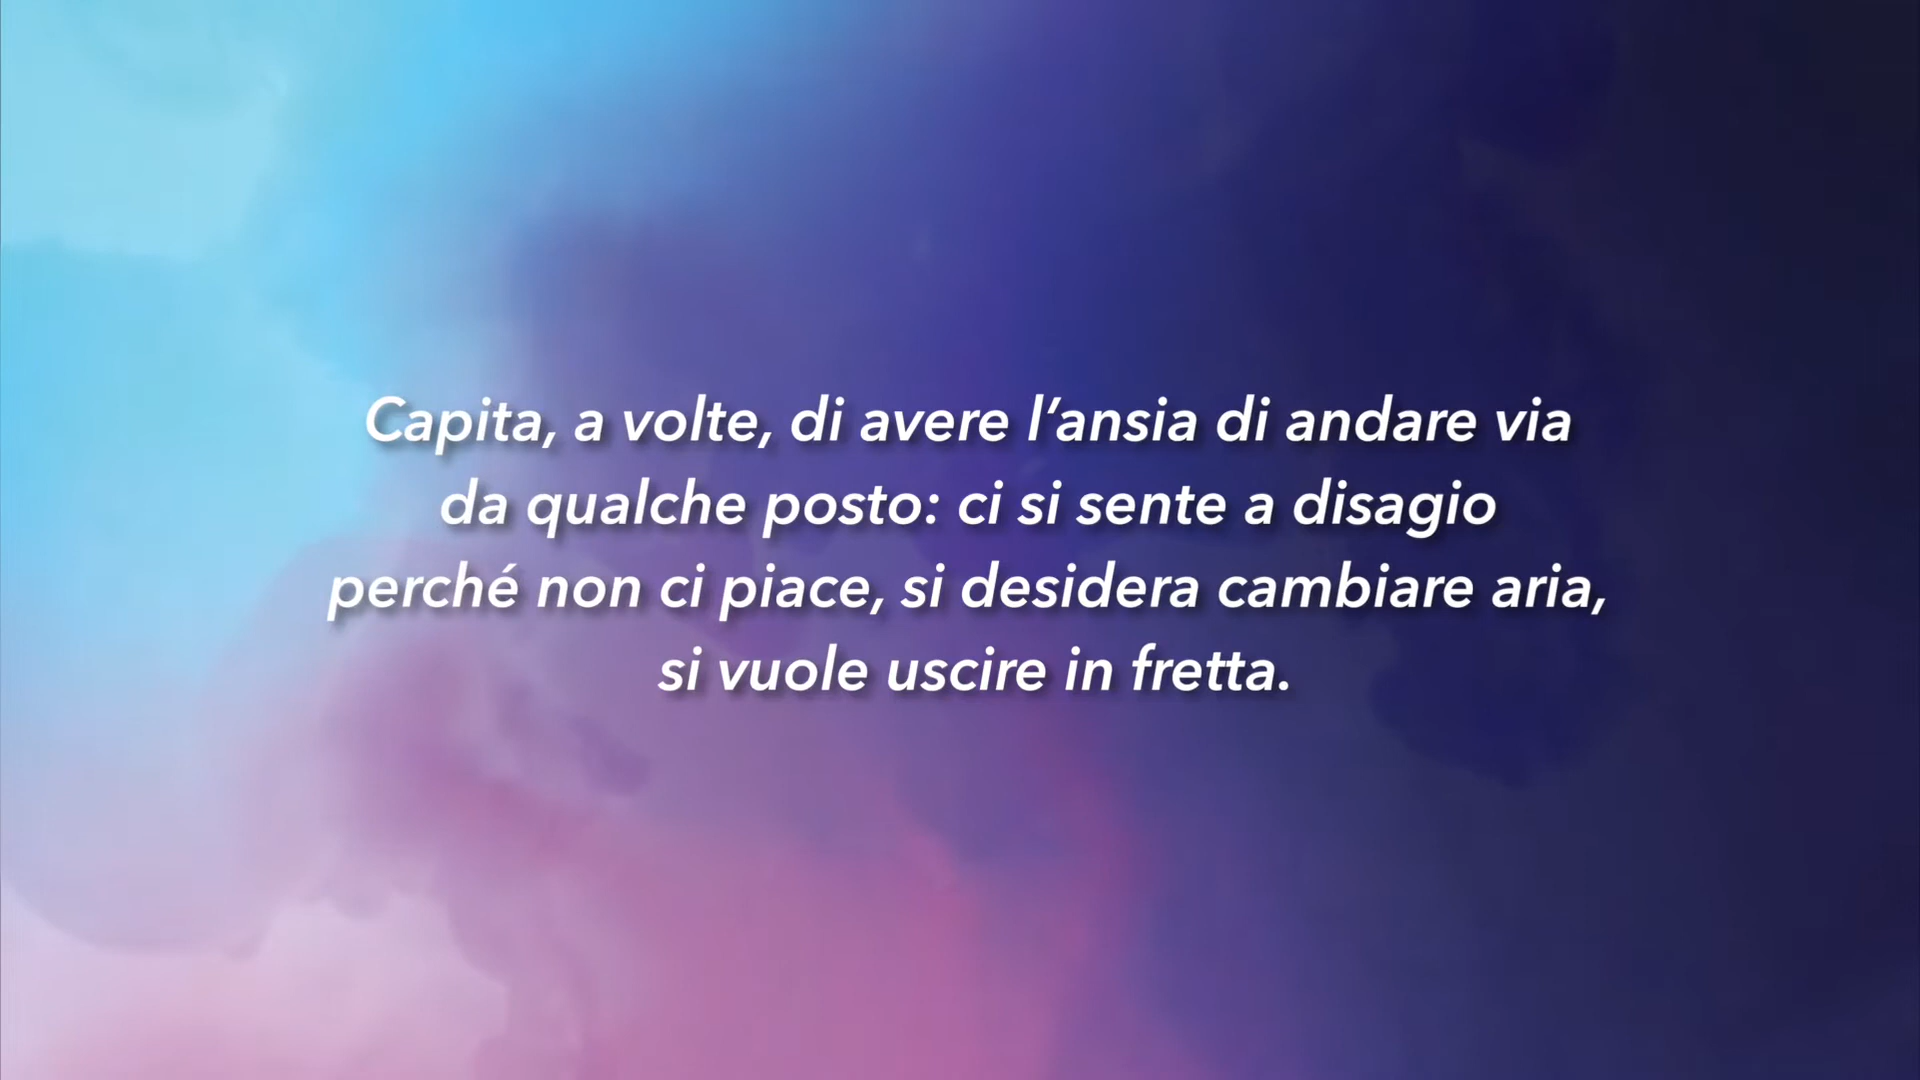 Capita, a volte, di avere l’ansia di andare via
da qualche posto: ci si sente a disagio
perché non ci piace, si desidera cambiare aria,
si vuole uscire in fretta.